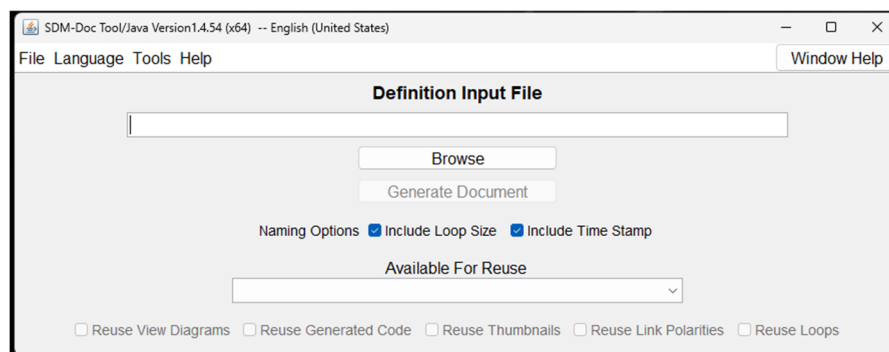 SDM-Doc Tool/Java Version1.4.54 (x64) -- English (United States)
File Language Tools Help Window Help
Definition Input File
Browse
Generate Document
Naming Options Include Loop Size Include Time Stamp
Available For Reuse
Reuse View Diagrams Reuse Generated Code Reuse Thumbnails Reuse Link Polarities Reuse Loops